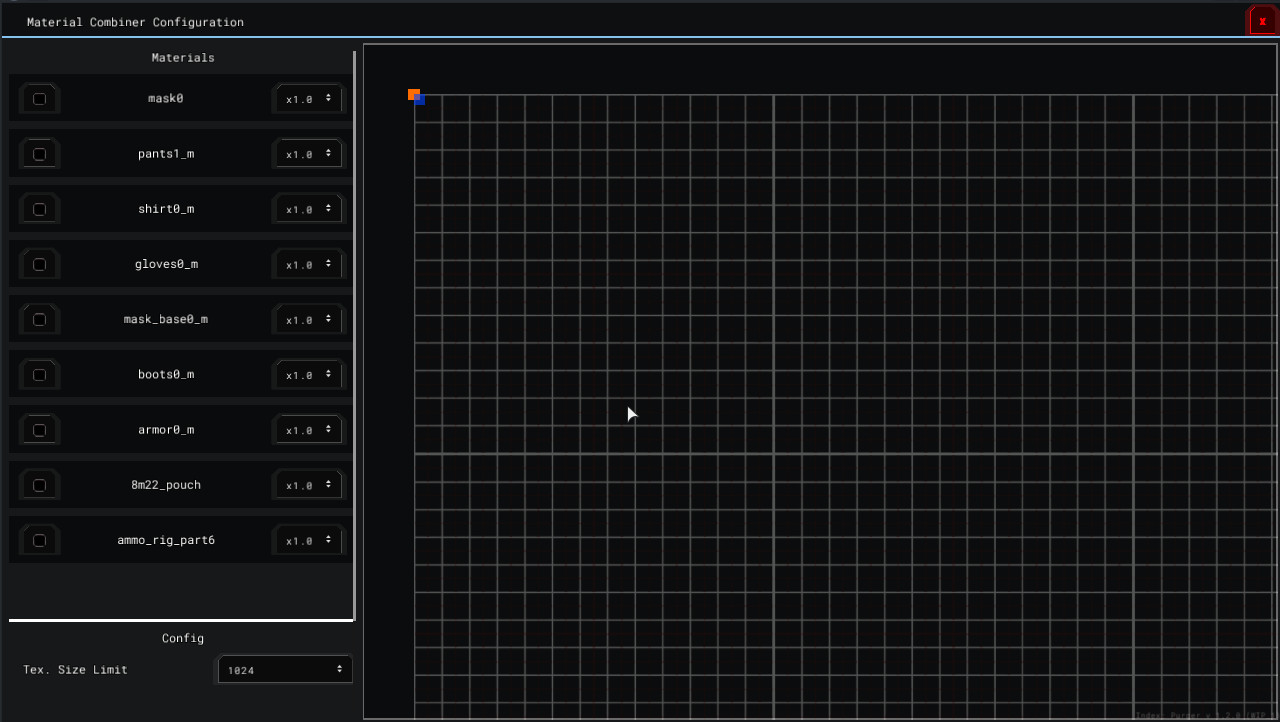 Material Combiner Configuration
x
Materials
mask0
x1.0
pants1_m
x1.0
shirt0_m
x1.0
gloves0_m
x1.0
mask_base0_m
x1.0
boots0_m
x1.0
armor0_m
x1.0
8m22_pouch
x1.0
ammo_rig_part6
x1.0
Config
Tex. Size Limit
1024